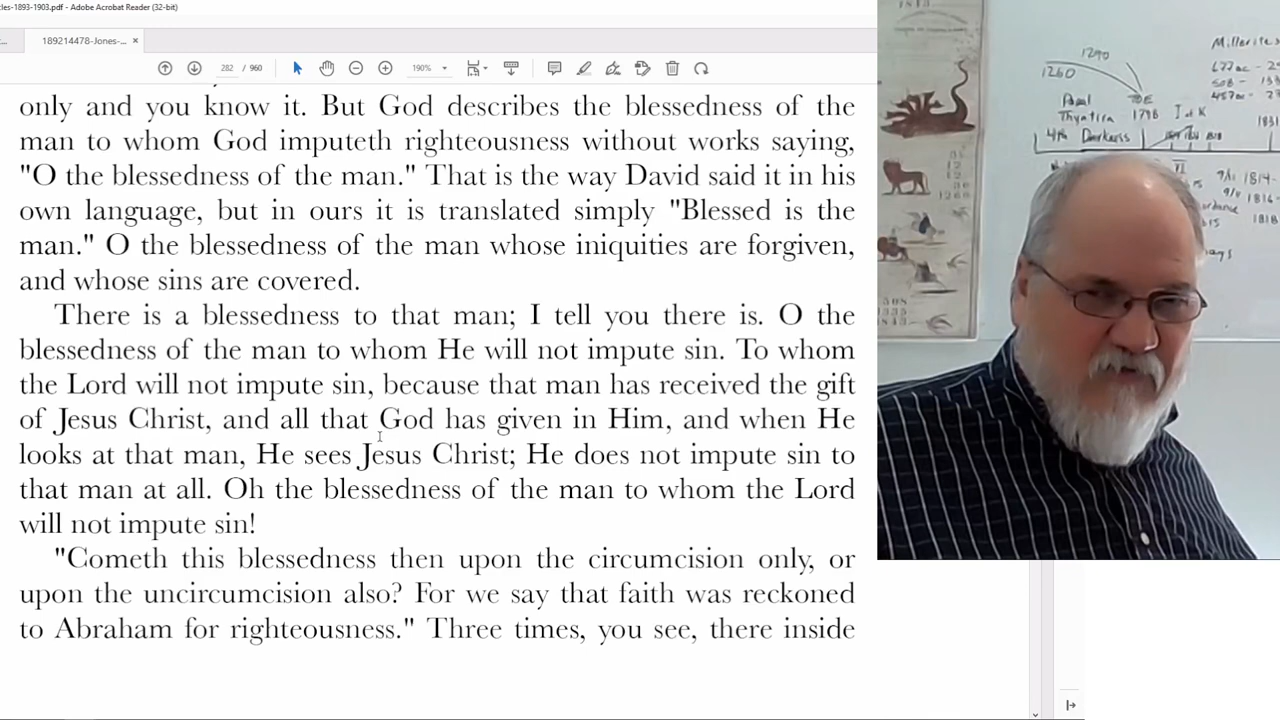 cles-1893-1903.pdf - Adobe Acrobat Reader (32-bit)
189214478-Jones-... ×
282 / 960
190%
only and you know it. But God describes the blessedness of the
man to whom God imputeth righteousness without works saying,
"O the blessedness of the man." That is the way David said it in his
own language, but in ours it is translated simply "Blessed is the
man." O the blessedness of the man whose iniquities are forgiven,
and whose sins are covered.
There is a blessedness to that man; I tell you there is. O the
blessedness of the man to whom He will not impute sin. To whom
the Lord will not impute sin, because that man has received the gift
of Jesus Christ, and all that God has given in Him, and when He
looks at that man, He sees Jesus Christ; He does not impute sin to
that man at all. Oh the blessedness of the man to whom the Lord
will not impute sin!
"Cometh this blessedness then upon the circumcision only, or
upon the uncircumcision also? For we say that faith was reckoned
to Abraham for righteousness." Three times, you see, there inside
1843
1290
1260
Papal
Thyatira
1798
Darkness
Millerites
1843